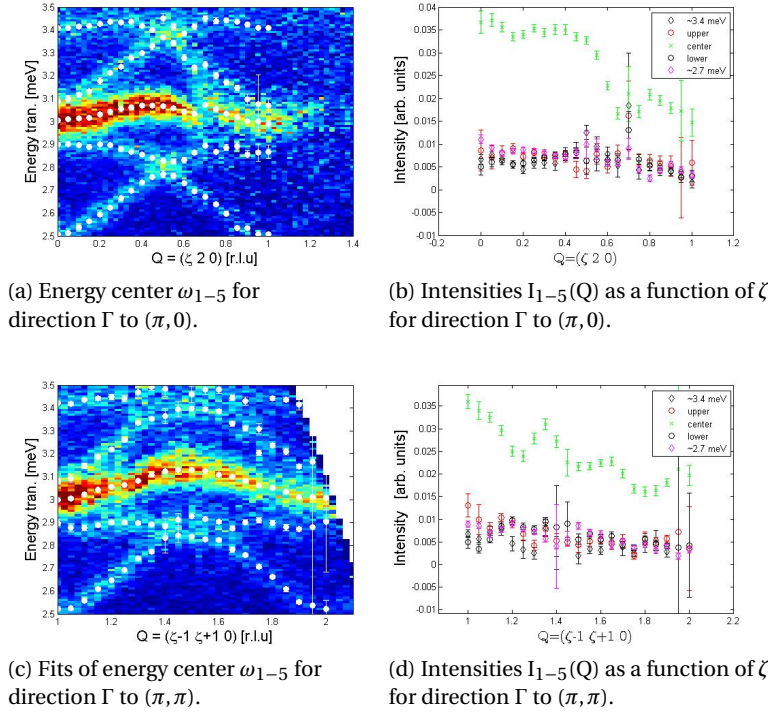 3.5
3.4
3.3
3.2
3.1
3
2.9
2.8
2.7
2.6
2.5
Energy tran. [meV]
0 0.2 0.4 0.6 0.8 1 1.2 1.4
Q = (ζ 2 0) [r.l.u]
0.04
0.035
0.03
0.025
0.02
0.015
0.01
0.005
0
-0.005
-0.01
Intensity [arb. units]
~3.4 meV
upper
center
lower
~2.7 meV
-0.2 0 0.2 0.4 0.6 0.8 1 1.2
Q=(ζ 2 0)
(a) Energy center ω1−5 for
direction Γ to (π,0).
(b) Intensities I1−5(Q) as a function of ζ
for direction Γ to (π,0).
3.5
3.4
3.3
3.2
3.1
3
2.9
2.8
2.7
2.6
2.5
Energy tran. [meV]
1 1.2 1.4 1.6 1.8 2
Q = (ζ-1 ζ+1 0) [r.l.u]
0.035
0.03
0.025
0.02
0.015
0.01
0.005
0
-0.005
-0.01
Intensity [arb. units]
~3.4 meV
upper
center
lower
~2.7 meV
1 1.2 1.4 1.6 1.8 2 2.2
Q=(ζ-1 ζ+1 0)
(c) Fits of energy center ω1−5 for
direction Γ to (π,π).
(d) Intensities I1−5(Q) as a function of ζ
for direction Γ to (π,π).